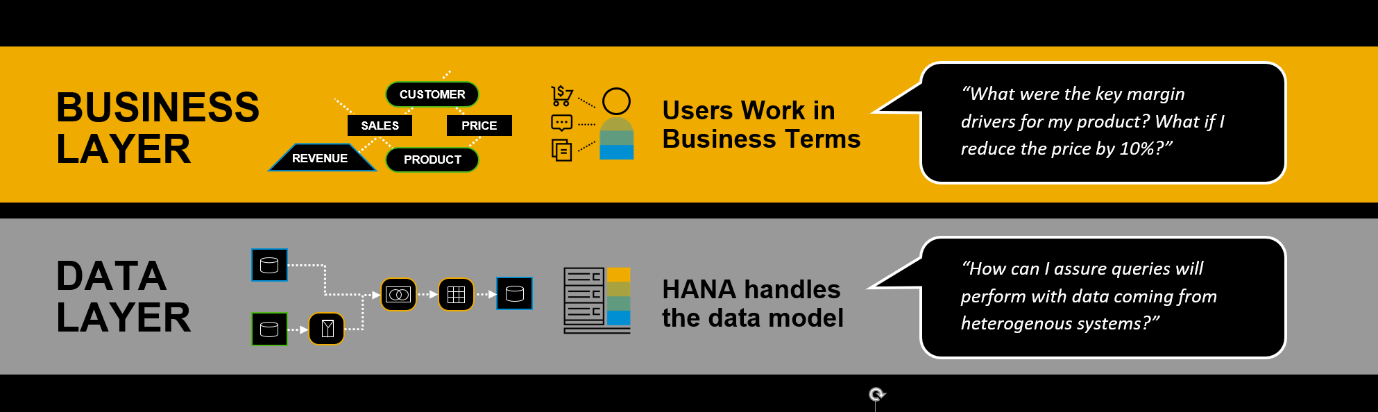 BUSINESS
LAYER
CUSTOMER
SALES
PRICE
REVENUE
PRODUCT
Users Work in
Business Terms
“What were the key margin
drivers for my product? What if I
reduce the price by 10%?”
DATA
LAYER
HANA handles
the data model
“How can I assure queries will
perform with data coming from
heterogenous systems?”